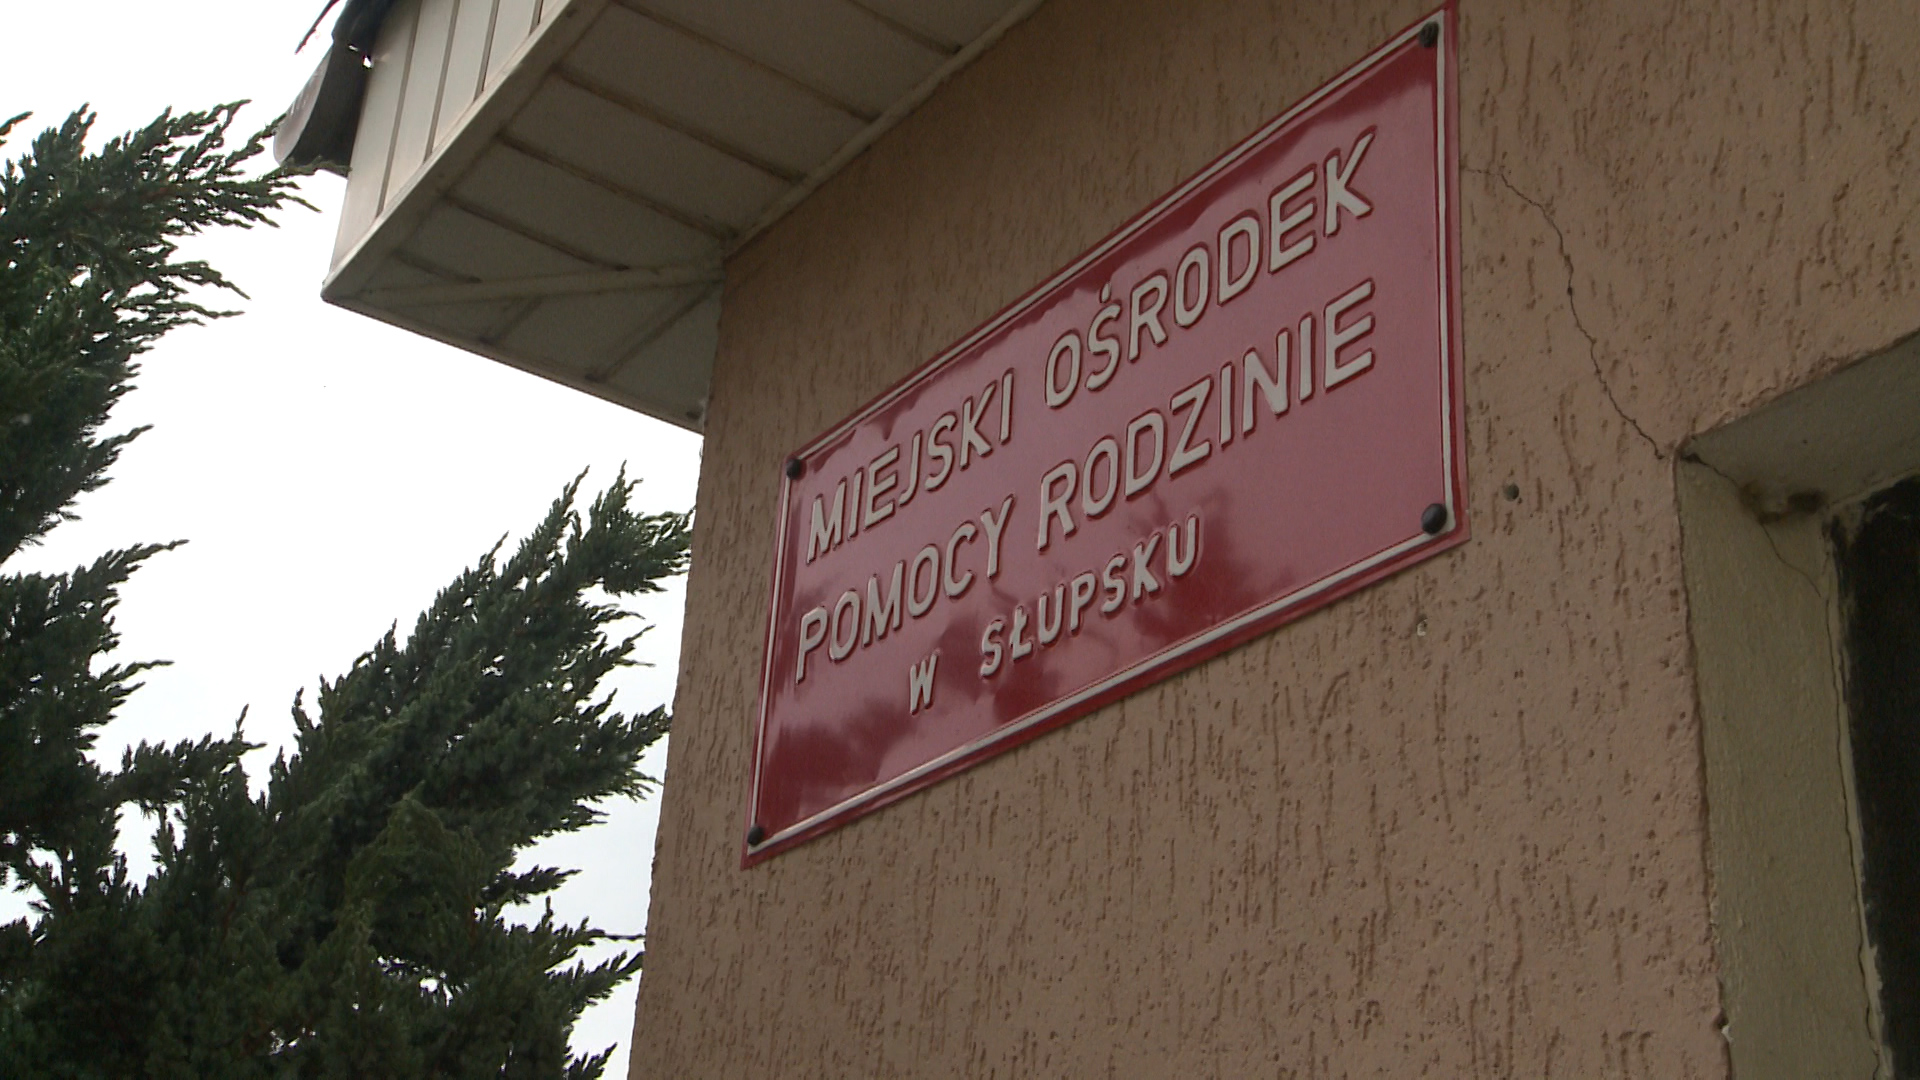 MIEJSKI OŚRODEK
POMOCY RODZINIE
W SŁUPSKU